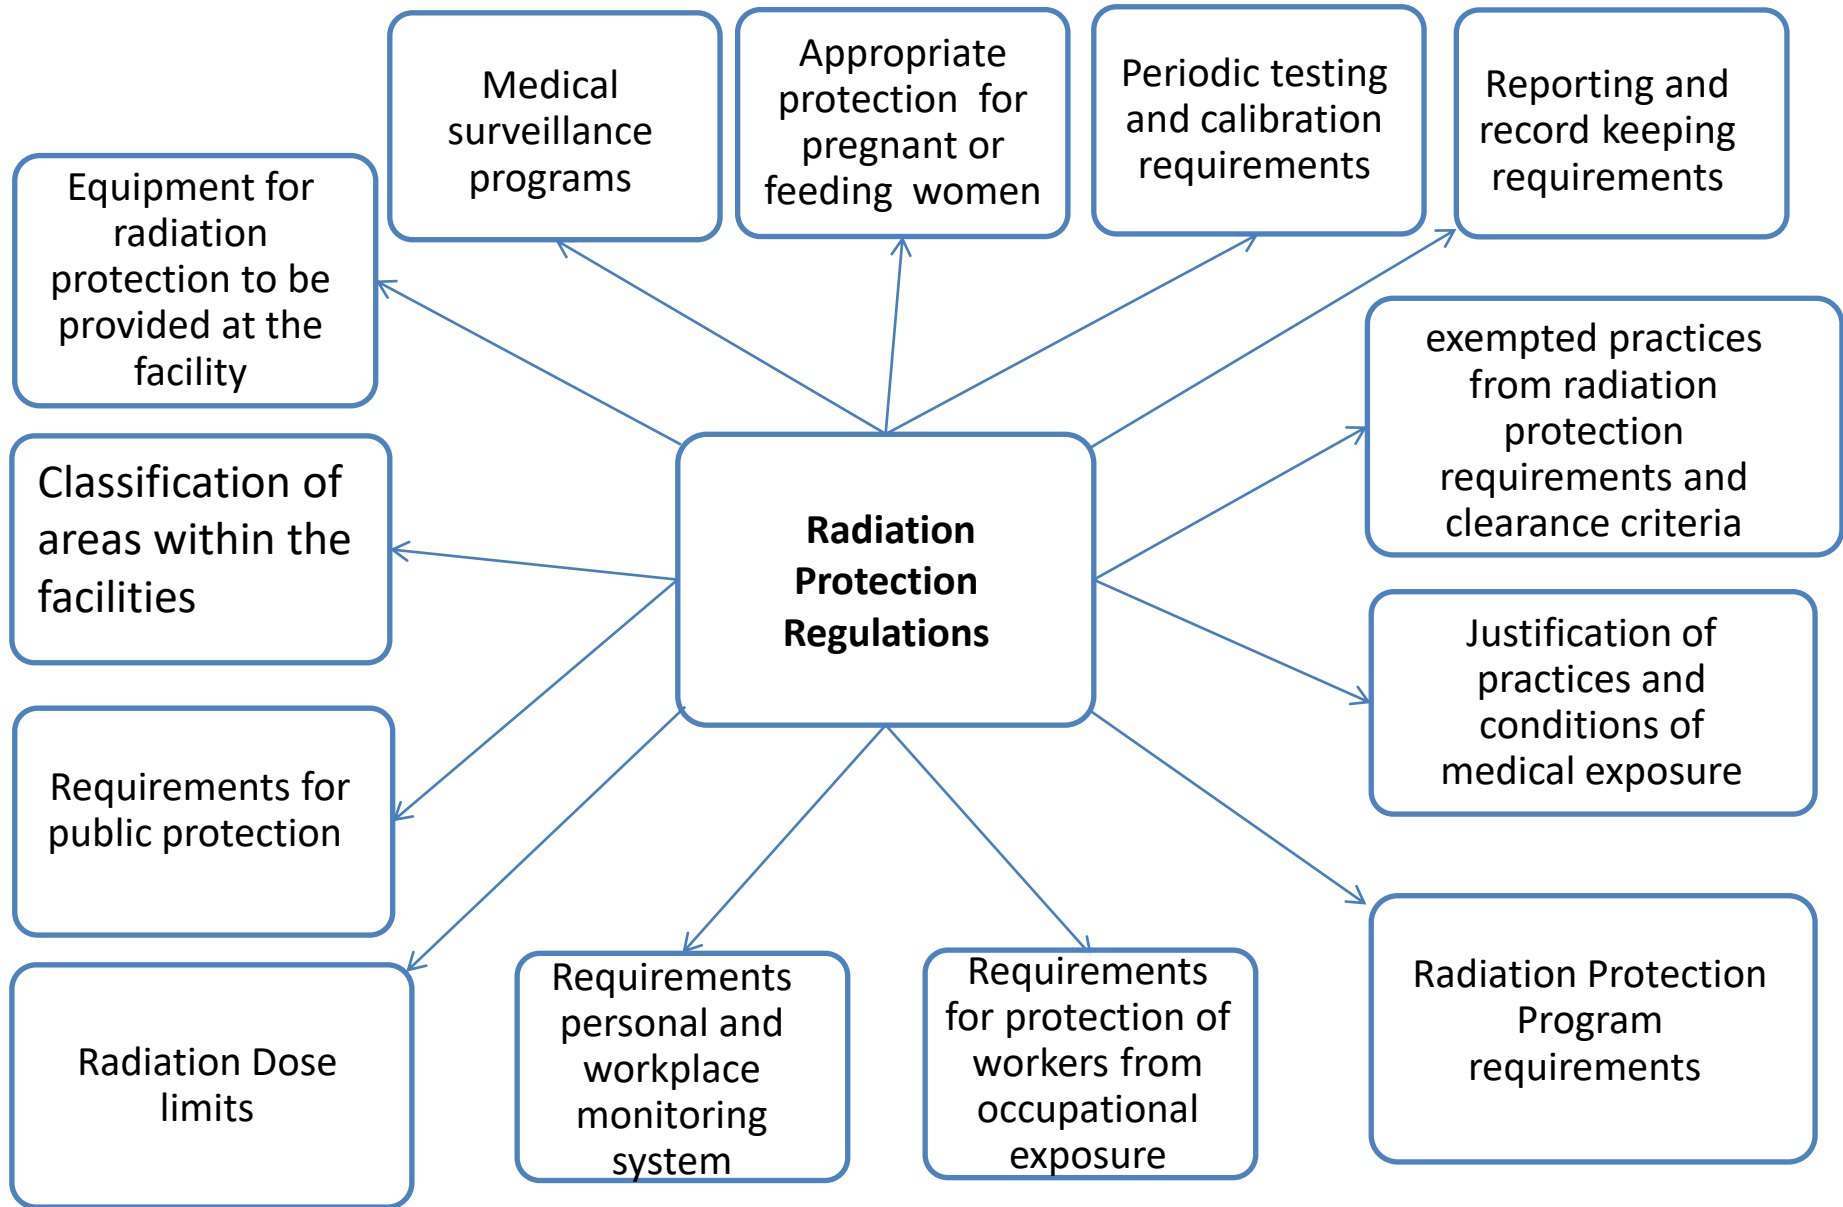 Medical
surveillance
programs
Appropriate
protection for
pregnant or
feeding women
Periodic testing
and calibration
requirements
Reporting and
record keeping
requirements
Equipment for
radiation
protection to be
provided at the
facility
exempted practices
from radiation
protection
requirements and
clearance criteria
Classification of
areas within the
facilities
Radiation
Protection
Regulations
Justification of
practices and
conditions of
medical exposure
Requirements for
public protection
Radiation Dose
limits
Requirements
personal and
workplace
monitoring
system
Requirements
for protection of
workers from
occupational
exposure
Radiation Protection
Program
requirements